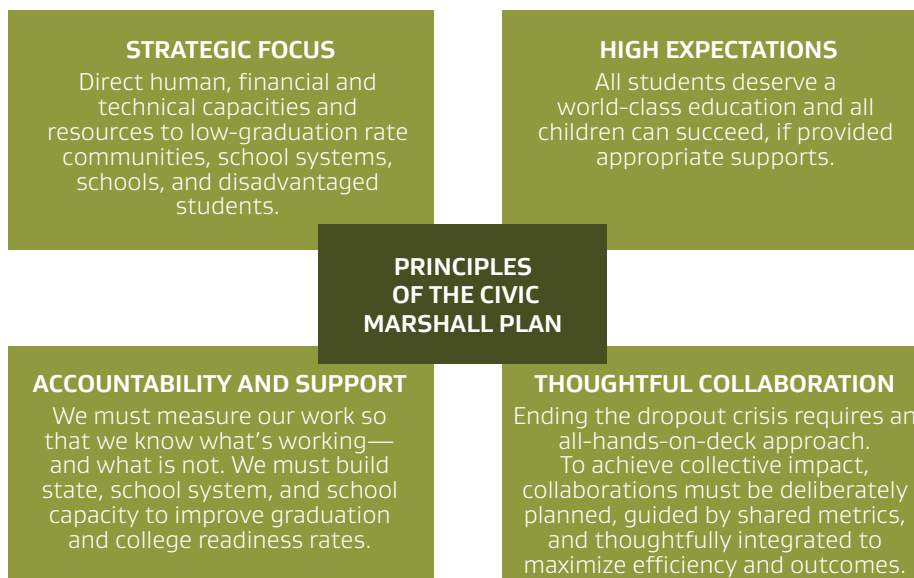 STRATEGIC FOCUS
Direct human, financial and
technical capacities and
resources to low-graduation rate
communities, school systems,
schools, and disadvantaged
students.
HIGH EXPECTATIONS
All students deserve a
world-class education and all
children can succeed, if provided
appropriate supports.
PRINCIPLES
OF THE CIVIC
MARSHALL PLAN
ACCOUNTABILITY AND SUPPORT
We must measure our work so
that we know what's working—
and what is not. We must build
state, school system, and school
capacity to improve graduation
and college readiness rates.
THOUGHTFUL COLLABORATION
Ending the dropout crisis requires an
all-hands-on-deck approach.
To achieve collective impact,
collaborations must be deliberately
planned, guided by shared metrics,
and thoughtfully integrated to
maximize efficiency and outcomes.